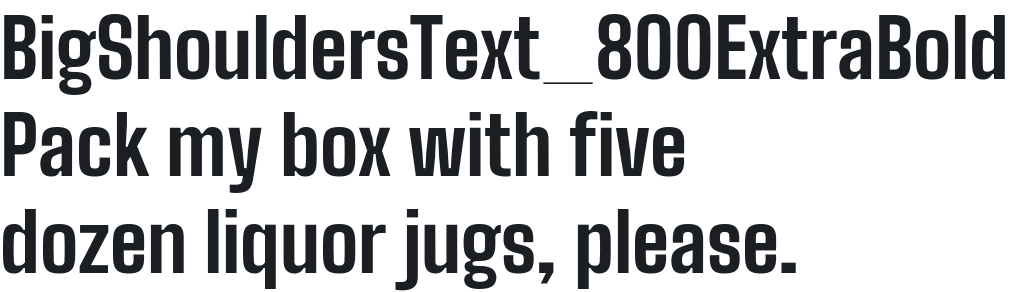 BigShouldersText_800ExtraBold
Pack my box with five
dozen liquor jugs, please.